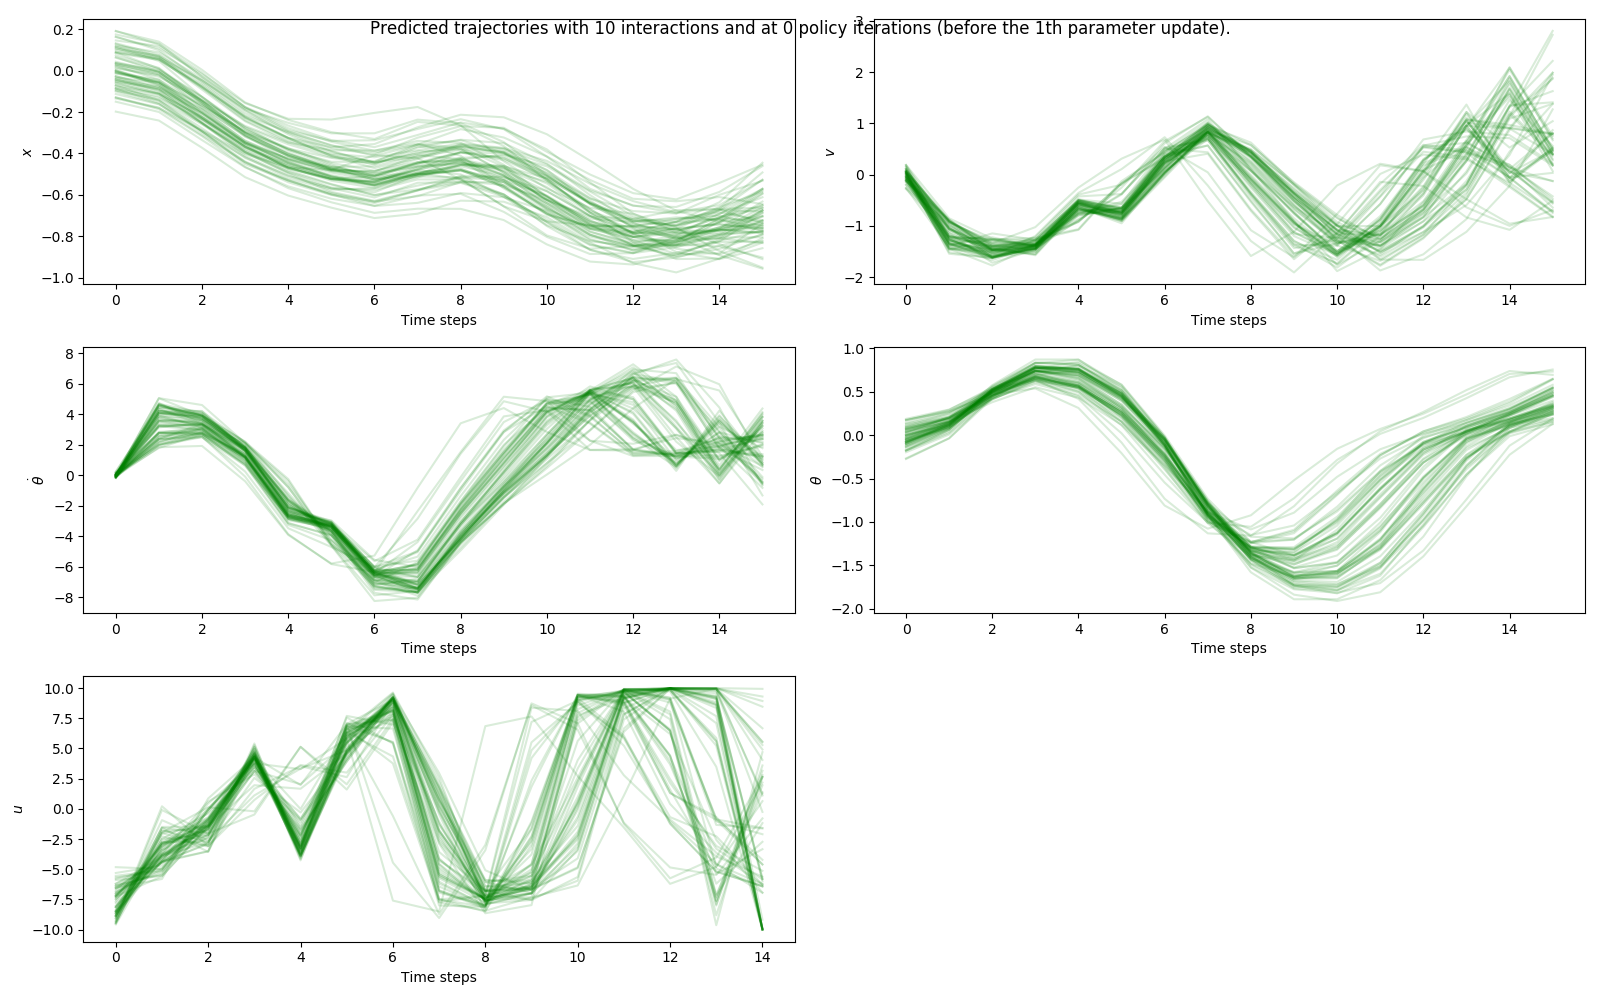 Predicted trajectories with 10 interactions and at 0 policy iterations (before the 1th parameter update).
0.2
0.0
−0.2
−0.4
−0.6
−0.8
−1.0
x
0 2 4 6 8 10 12 14
Time steps
3
2
1
0
−1
−2
v
0 2 4 6 8 10 12 14
Time steps
8
6
4
2
0
−2
−4
−6
−8
θ̇
0 2 4 6 8 10 12 14
Time steps
1.0
0.5
0.0
−0.5
−1.0
−1.5
−2.0
θ
0 2 4 6 8 10 12 14
Time steps
10.0
7.5
5.0
2.5
0.0
−2.5
−5.0
−7.5
−10.0
u
0 2 4 6 8 10 12 14
Time steps